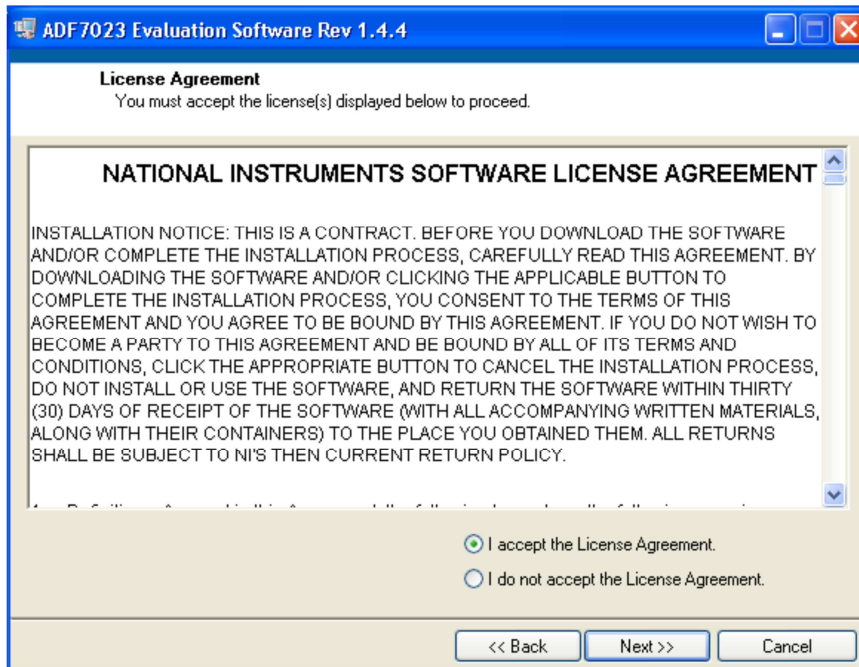 ADF7023 Evaluation Software Rev 1.4.4
License Agreement
You must accept the license(s) displayed below to proceed.
NATIONAL INSTRUMENTS SOFTWARE LICENSE AGREEMENT
INSTALLATION NOTICE: THIS IS A CONTRACT. BEFORE YOU DOWNLOAD THE SOFTWARE
AND/OR COMPLETE THE INSTALLATION PROCESS, CAREFULLY READ THIS AGREEMENT. BY
DOWNLOADING THE SOFTWARE AND/OR CLICKING THE APPLICABLE BUTTON TO
COMPLETE THE INSTALLATION PROCESS, YOU CONSENT TO THE TERMS OF THIS
AGREEMENT AND YOU AGREE TO BE BOUND BY THIS AGREEMENT. IF YOU DO NOT WISH TO
BECOME A PARTY TO THIS AGREEMENT AND BE BOUND BY ALL OF ITS TERMS AND
CONDITIONS, CLICK THE APPROPRIATE BUTTON TO CANCEL THE INSTALLATION PROCESS,
DO NOT INSTALL OR USE THE SOFTWARE, AND RETURN THE SOFTWARE WITHIN THIRTY
(30) DAYS OF RECEIPT OF THE SOFTWARE (WITH ALL ACCOMPANYING WRITTEN MATERIALS,
ALONG WITH THEIR CONTAINERS) TO THE PLACE YOU OBTAINED THEM. ALL RETURNS
SHALL BE SUBJECT TO NI'S THEN CURRENT RETURN POLICY.
I accept the License Agreement.
I do not accept the License Agreement.
<< Back
Next >>
Cancel